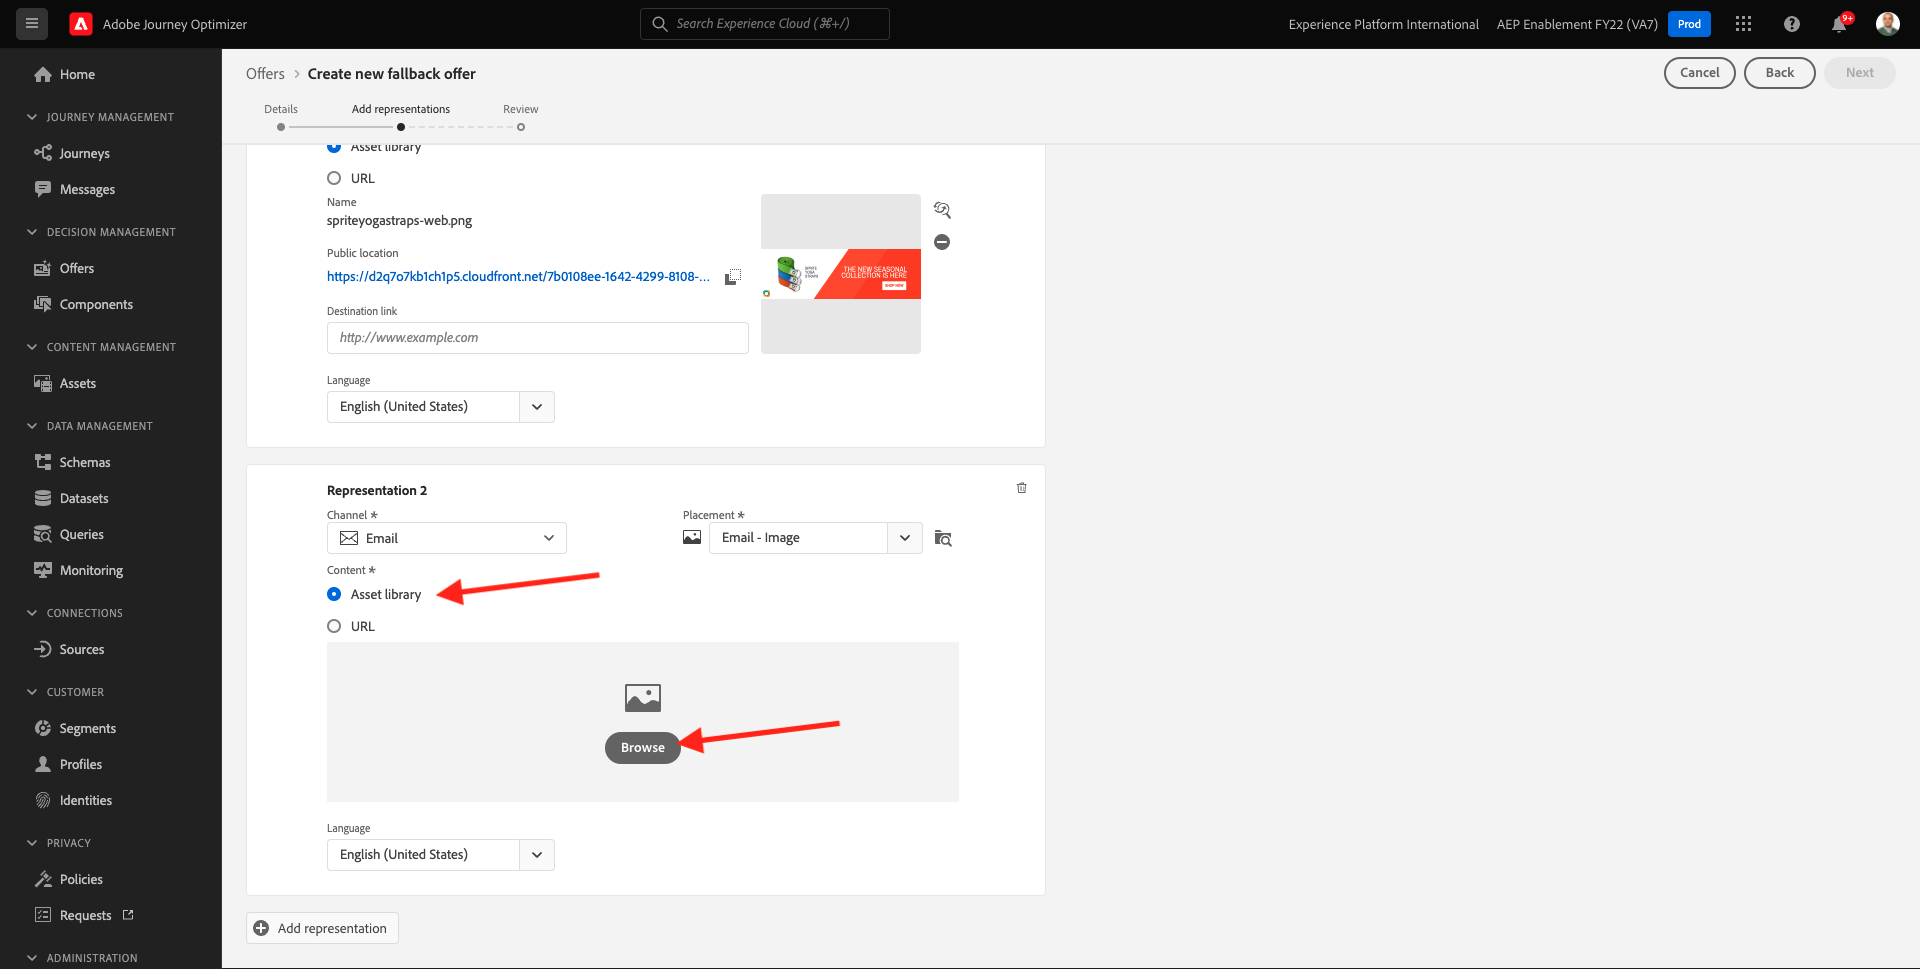 Adobe Journey Optimizer
Search Experience Cloud (⌘+/)
Experience Platform International
AEP Enablement FY22 (VA7)
Prod
9+
Offers > Create new fallback offer
Cancel
Back
Next
Details
Add representations
Review
Home
JOURNEY MANAGEMENT
Journeys
Messages
DECISION MANAGEMENT
Offers
Components
CONTENT MANAGEMENT
Assets
DATA MANAGEMENT
Schemas
Datasets
Queries
Monitoring
CONNECTIONS
Sources
CUSTOMER
Segments
Profiles
Identities
PRIVACY
Policies
Requests
ADMINISTRATION
Asset library
URL
Name
spriteyogastraps-web.png
Public location
https://d2q7o7kb1ch1p5.cloudfront.net/7b0108ee-1642-4299-8108-...
SPRITE
YOGA
STRAPS
THE NEW SEASONAL
COLLECTION IS HERE
SHOP NOW
Destination link
http://www.example.com
Language
English (United States)
Representation 2
Channel *
Email
Placement *
Email - Image
Content *
Asset library
URL
Browse
Language
English (United States)
Add representation